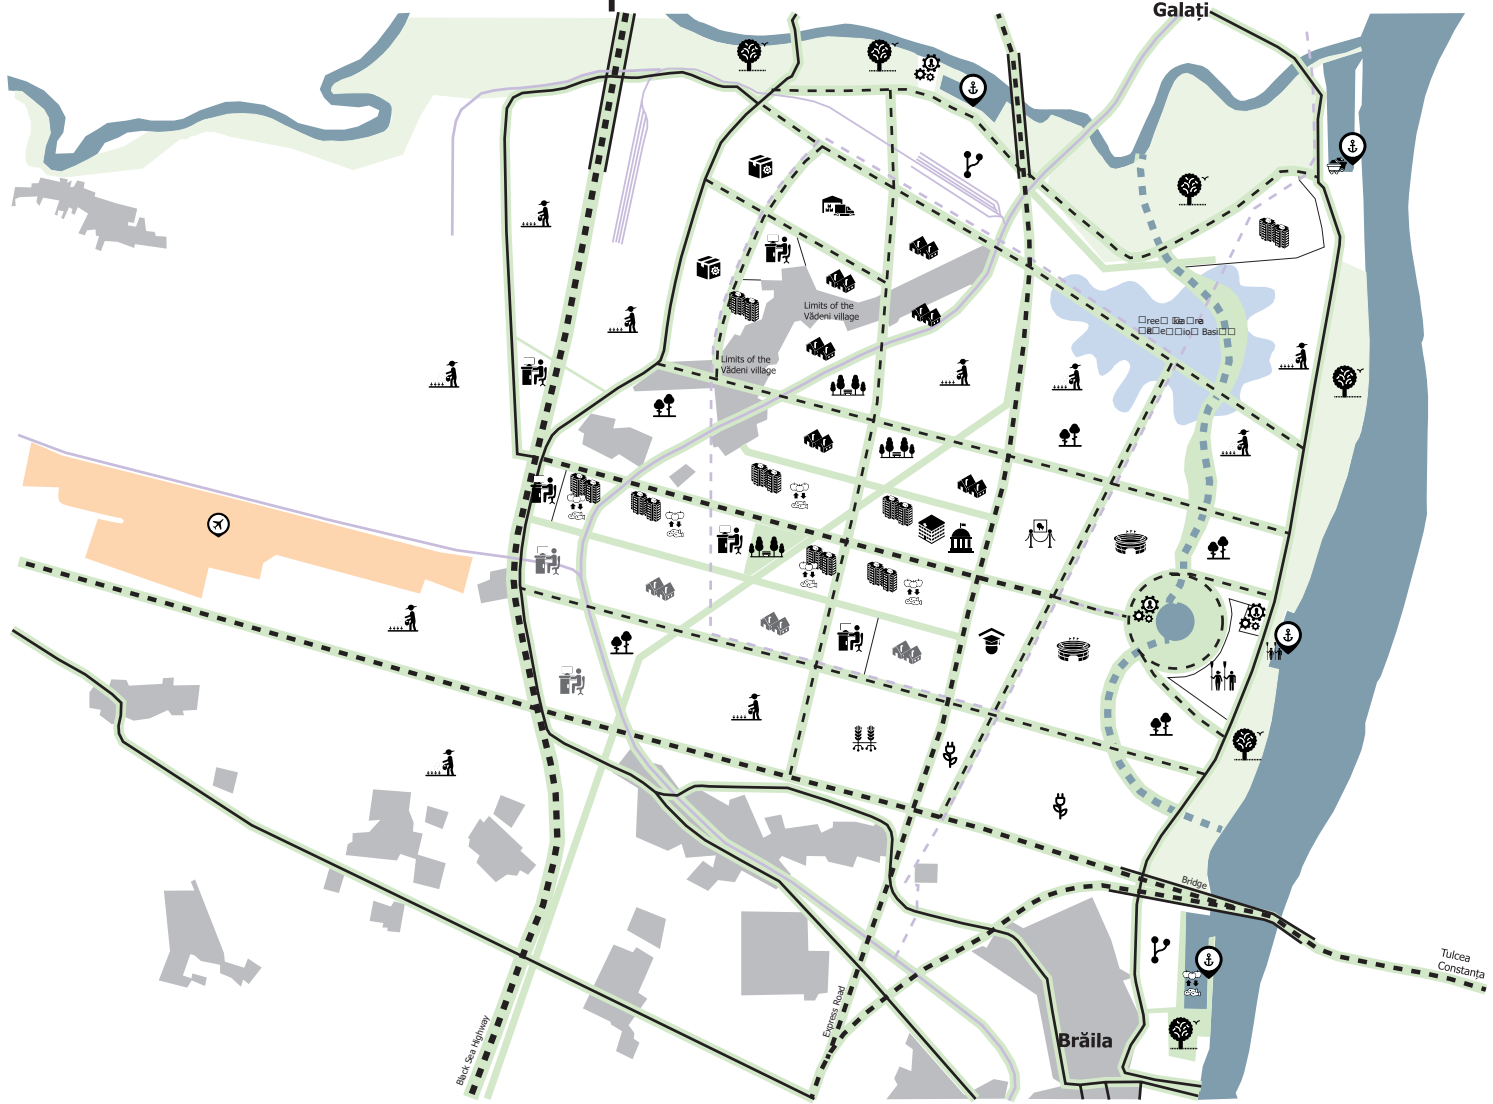 Galați
Limits of the
Vădeni village
Limits of the
Vădeni village
Bridge
Tulcea
Constanța
Express Road
Black Sea Highway
Brăila